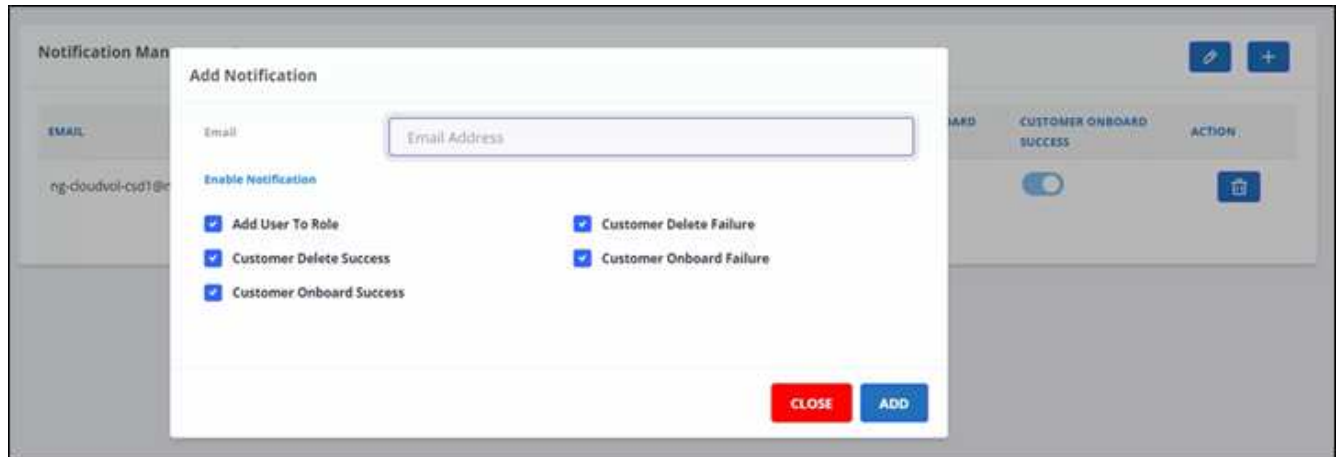 Notification Man
Add Notification
EMAIL
Email
Email Address
CUSTOMER ONBOARD
SUCCESS
ACTION
ng-cloudvol-csd1@
Enable Notification
Add User To Role
Customer Delete Failure
Customer Delete Success
Customer Onboard Failure
Customer Onboard Success
CLOSE
ADD